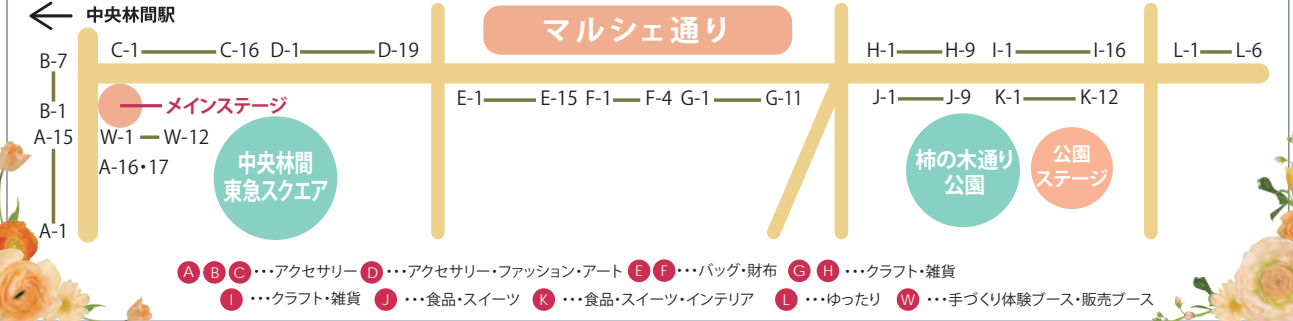 中央林間駅
マルシェ通り
C-1 C-16 D-1 D-19
H-1 H-9 I-1 I-16 L-1 L-6
B-7
B-1
メインステージ
E-1 E-15 F-1 F-4 G-1 G-11
J-1 J-9 K-1 K-12
A-15
W-1 W-12
A-16・17
A-1
中央林間
東急スクエア
柿の木通り
公園
公園
ステージ
A B C ・・・アクセサリー D ・・・アクセサリー・ファッション・アート E F ・・・バッグ・財布 G H ・・・クラフト・雑貨
I ・・・クラフト・雑貨 J ・・・食品・スイーツ K ・・・食品・スイーツ・インテリア L ・・・ゆったり W ・・・手づくり体験ブース・販売ブース